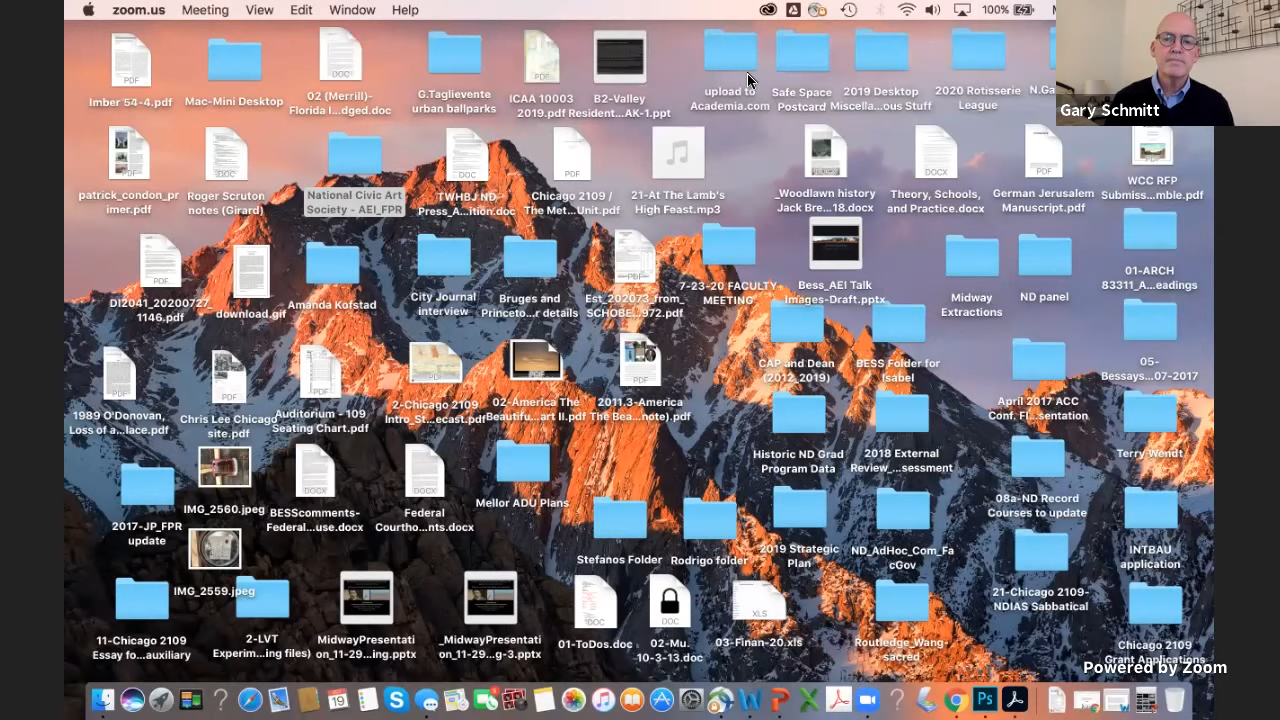 zoom.us Meeting View Edit Window Help
100%
Gary Schmitt
Imber 54-4.pdf
Mac-Mini Desktop
02 (Merrill)-
Florida I...dged.doc
G.Taglievente
urban ballparks
ICAA 10003
2019.pdf
B2-Valley
Resident...AK-1.ppt
upload to
Academia.com
Safe Space
Postcard
2019 Desktop
Miscella...ous Stuff
2020 Rotisserie
League
patrick_condon_pr
imer.pdf
Roger Scruton
notes (Girard)
National Civic Art
Society - AEI_FPR
TWHBJ ND
Press_A...ition.doc
Chicago 2109 /
The Met...Unit.pdf
21-At The Lamb's
High Feast.mp3
_Woodlawn history
Jack Bre...18.docx
Theory, Schools,
and Practice.docx
German Jerusalem
Manuscript.pdf
WCC RFP
Submiss...mble.pdf
DI2041_20200727_
1146.pdf
download.gif
Amanda Kofstad
City Journal
interview
Bruges and
Princeto...r details
Est_202073_from_
SCHOBE...972.pdf
7-23-20 FACULTY
MEETING
Bess_AEI Talk
Images-Draft.pptx
Midway
Extractions
ND panel
01-ARCH
83311_A...eadings
1989 O'Donovan,
Loss of a...lace.pdf
Chris Lee Chicago
site.pdf
Auditorium - 109
Seating Chart.pdf
2-Chicago 2109
Intro_St...ecast.pdf
02-America The
Beautifu...art II.pdf
2011.3-America
The Bea...note).pdf
CAP and Dean
(2012_2019)
BESS Folder for
Isabel
April 2017 ACC
Conf. Fl...sentation
05-
Bessays...07-2017
2017-JP_FPR
update
IMG_2560.jpeg
BESScomments-
Federal...use.docx
Federal
Courtho...nts.docx
Mellor ADU Plans
Historic ND Grad
Program Data
2018 External
Review_...sessment
08a-ND Record
Courses to update
Terry Wendt
IMG_2559.jpeg
Stefanos Folder
Rodrigo folder
2019 Strategic
Plan
ND_AdHoc_Com_Fa
cGov
21-Chicago 2109-
NDIAS Sabbatical
INTBAU
application
11-Chicago 2109
Essay fo...auxiliary
2-LVT
Experim...ing files)
MidwayPresentati
on_11-29...ing.pptx
_MidwayPresentati
on_11-29...g-3.pptx
01-ToDos.doc
02-Mu.
10-3-13.doc
03-Finan-20.xls
Routledge_Wang-
sacred
Chicago 2109
Grant Applications
Powered by Zoom